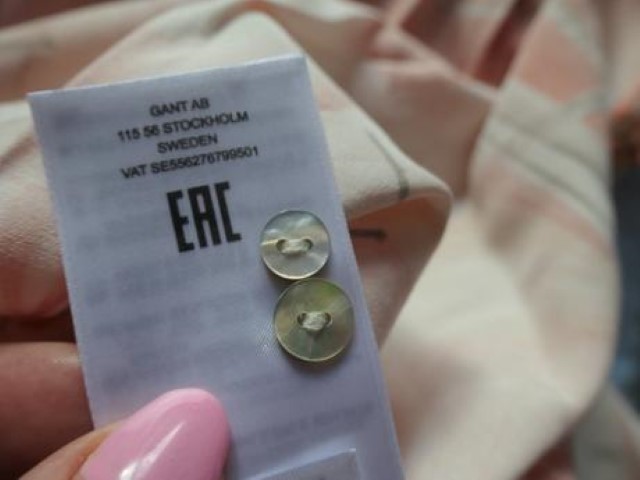 GANT AB
115 56 STOCKHOLM
SWEDEN
VAT SE556276799501
EAC